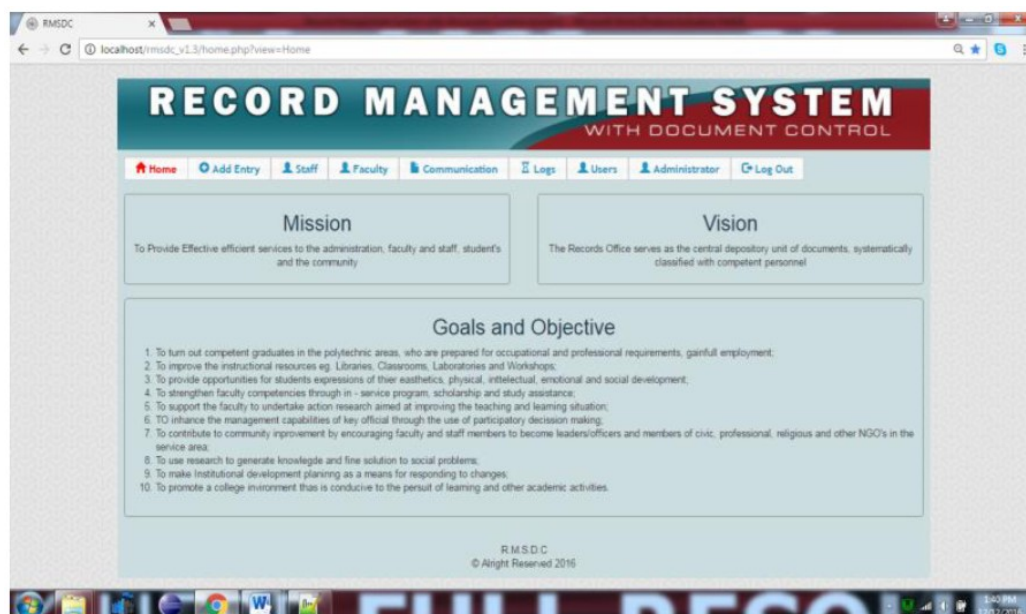 RMSDC
localhost/rmsdc_v1.3/home.php?view=Home
RECORD MANAGEMENT SYSTEM
WITH DOCUMENT CONTROL
Home Add Entry Staff Faculty Communication Logs Users Administrator Log Out
Mission
To Provide Effective efficient services to the administration, faculty and staff, student's
and the community
Vision
The Records Office serves as the central depository unit of documents, systematically
classified with competent personnel
Goals and Objective
1. To turn out competent graduates in the polytechnic areas, who are prepared for occupational and professional requirements, gainfull employment;
2. To improve the instructional resources eg. Libraries, Classrooms, Laboratories and Workshops;
3. To provide opportunities for students expressions of thier easthetics, physical, inttelectual, emotional and social development;
4. To strengthen faculty competencies through in - service program, scholarship and study assistance;
5. To support the faculty to undertake action research aimed at improving the teaching and learning situation;
6. TO inhance the management capabilities of key official through the use of participatory decission making;
7. To contribute to community inprovement by encouraging faculty and staff members to become leaders/officers and members of civic, professional, religious and other NGO's in the
service area;
8. To use research to generate knowlegde and fine solution to social problems;
9. To make Institutional development planinng as a means for responding to changes;
10. To promote a college invironment thas is conducive to the persuit of learning and other academic activities.
R.M.S.D.C
© Alright Reserved 2016
1:40 PM